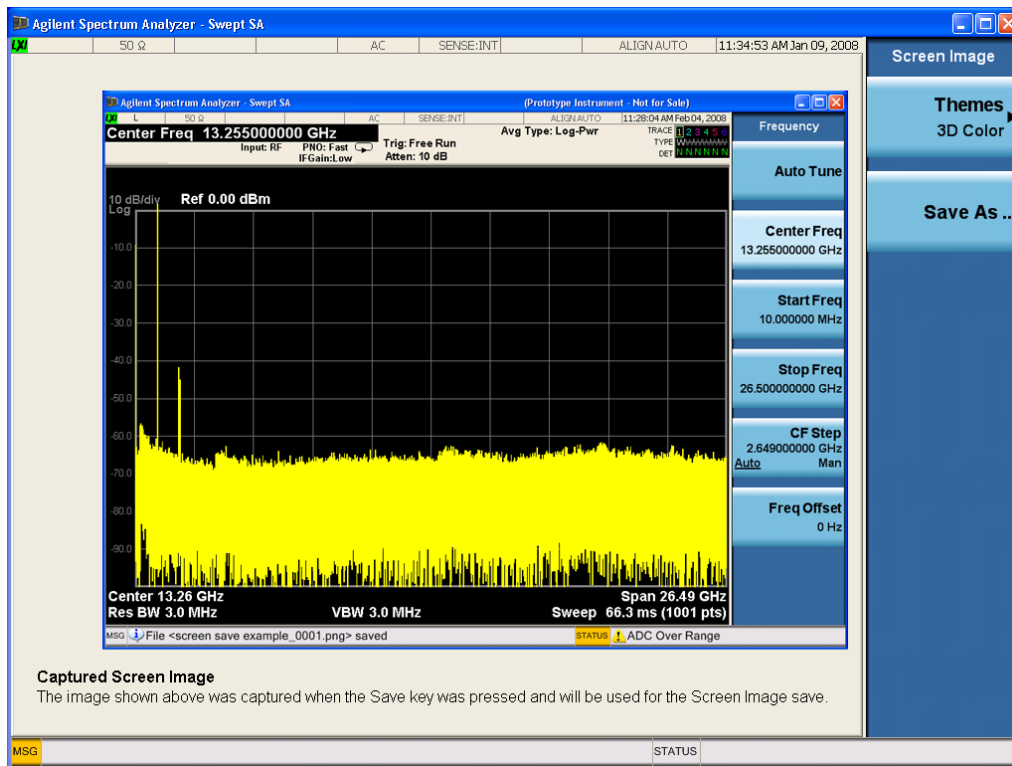 Agilent Spectrum Analyzer - Swept SA
LXI 50 Ω AC SENSE:INT ALIGN AUTO 11:34:53 AM Jan 09, 2008
Screen Image
Themes
3D Color
Save As ..
Agilent Spectrum Analyzer - Swept SA (Prototype Instrument - Not for Sale)
LXI L 50 Ω AC SENSE:INT ALIGN AUTO 11:28:04 AM Feb 04, 2008
Center Freq 13.255000000 GHz
Input: RF PNO: Fast
IFGain:Low
Trig: Free Run
Atten: 10 dB
Avg Type: Log-Pwr
TRACE 1 2 3 4 5 6
TYPE WWWWWW
DET N N N N N N
10 dB/div Ref 0.00 dBm
Log
-10.0
-20.0
-30.0
-40.0
-50.0
-60.0
-70.0
-80.0
-90.0
Center 13.26 GHz Span 26.49 GHz
Res BW 3.0 MHz VBW 3.0 MHz Sweep 66.3 ms (1001 pts)
MSG File <screen save example_0001.png> saved STATUS ADC Over Range
Frequency
Auto Tune
Center Freq
13.255000000 GHz
Start Freq
10.000000 MHz
Stop Freq
26.500000000 GHz
CF Step
2.649000000 GHz
Auto Man
Freq Offset
0 Hz
Captured Screen Image
The image shown above was captured when the Save key was pressed and will be used for the Screen Image save.
MSG STATUS